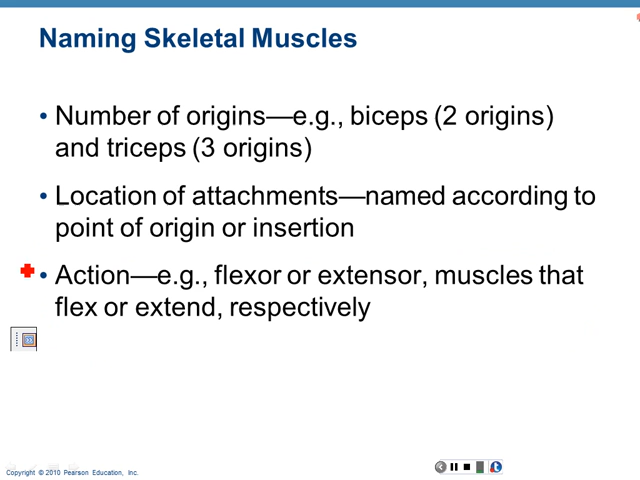 Naming Skeletal Muscles
• Number of origins—e.g., biceps (2 origins)
and triceps (3 origins)
• Location of attachments—named according to
point of origin or insertion
• Action—e.g., flexor or extensor, muscles that
flex or extend, respectively
Copyright © 2010 Pearson Education, Inc.